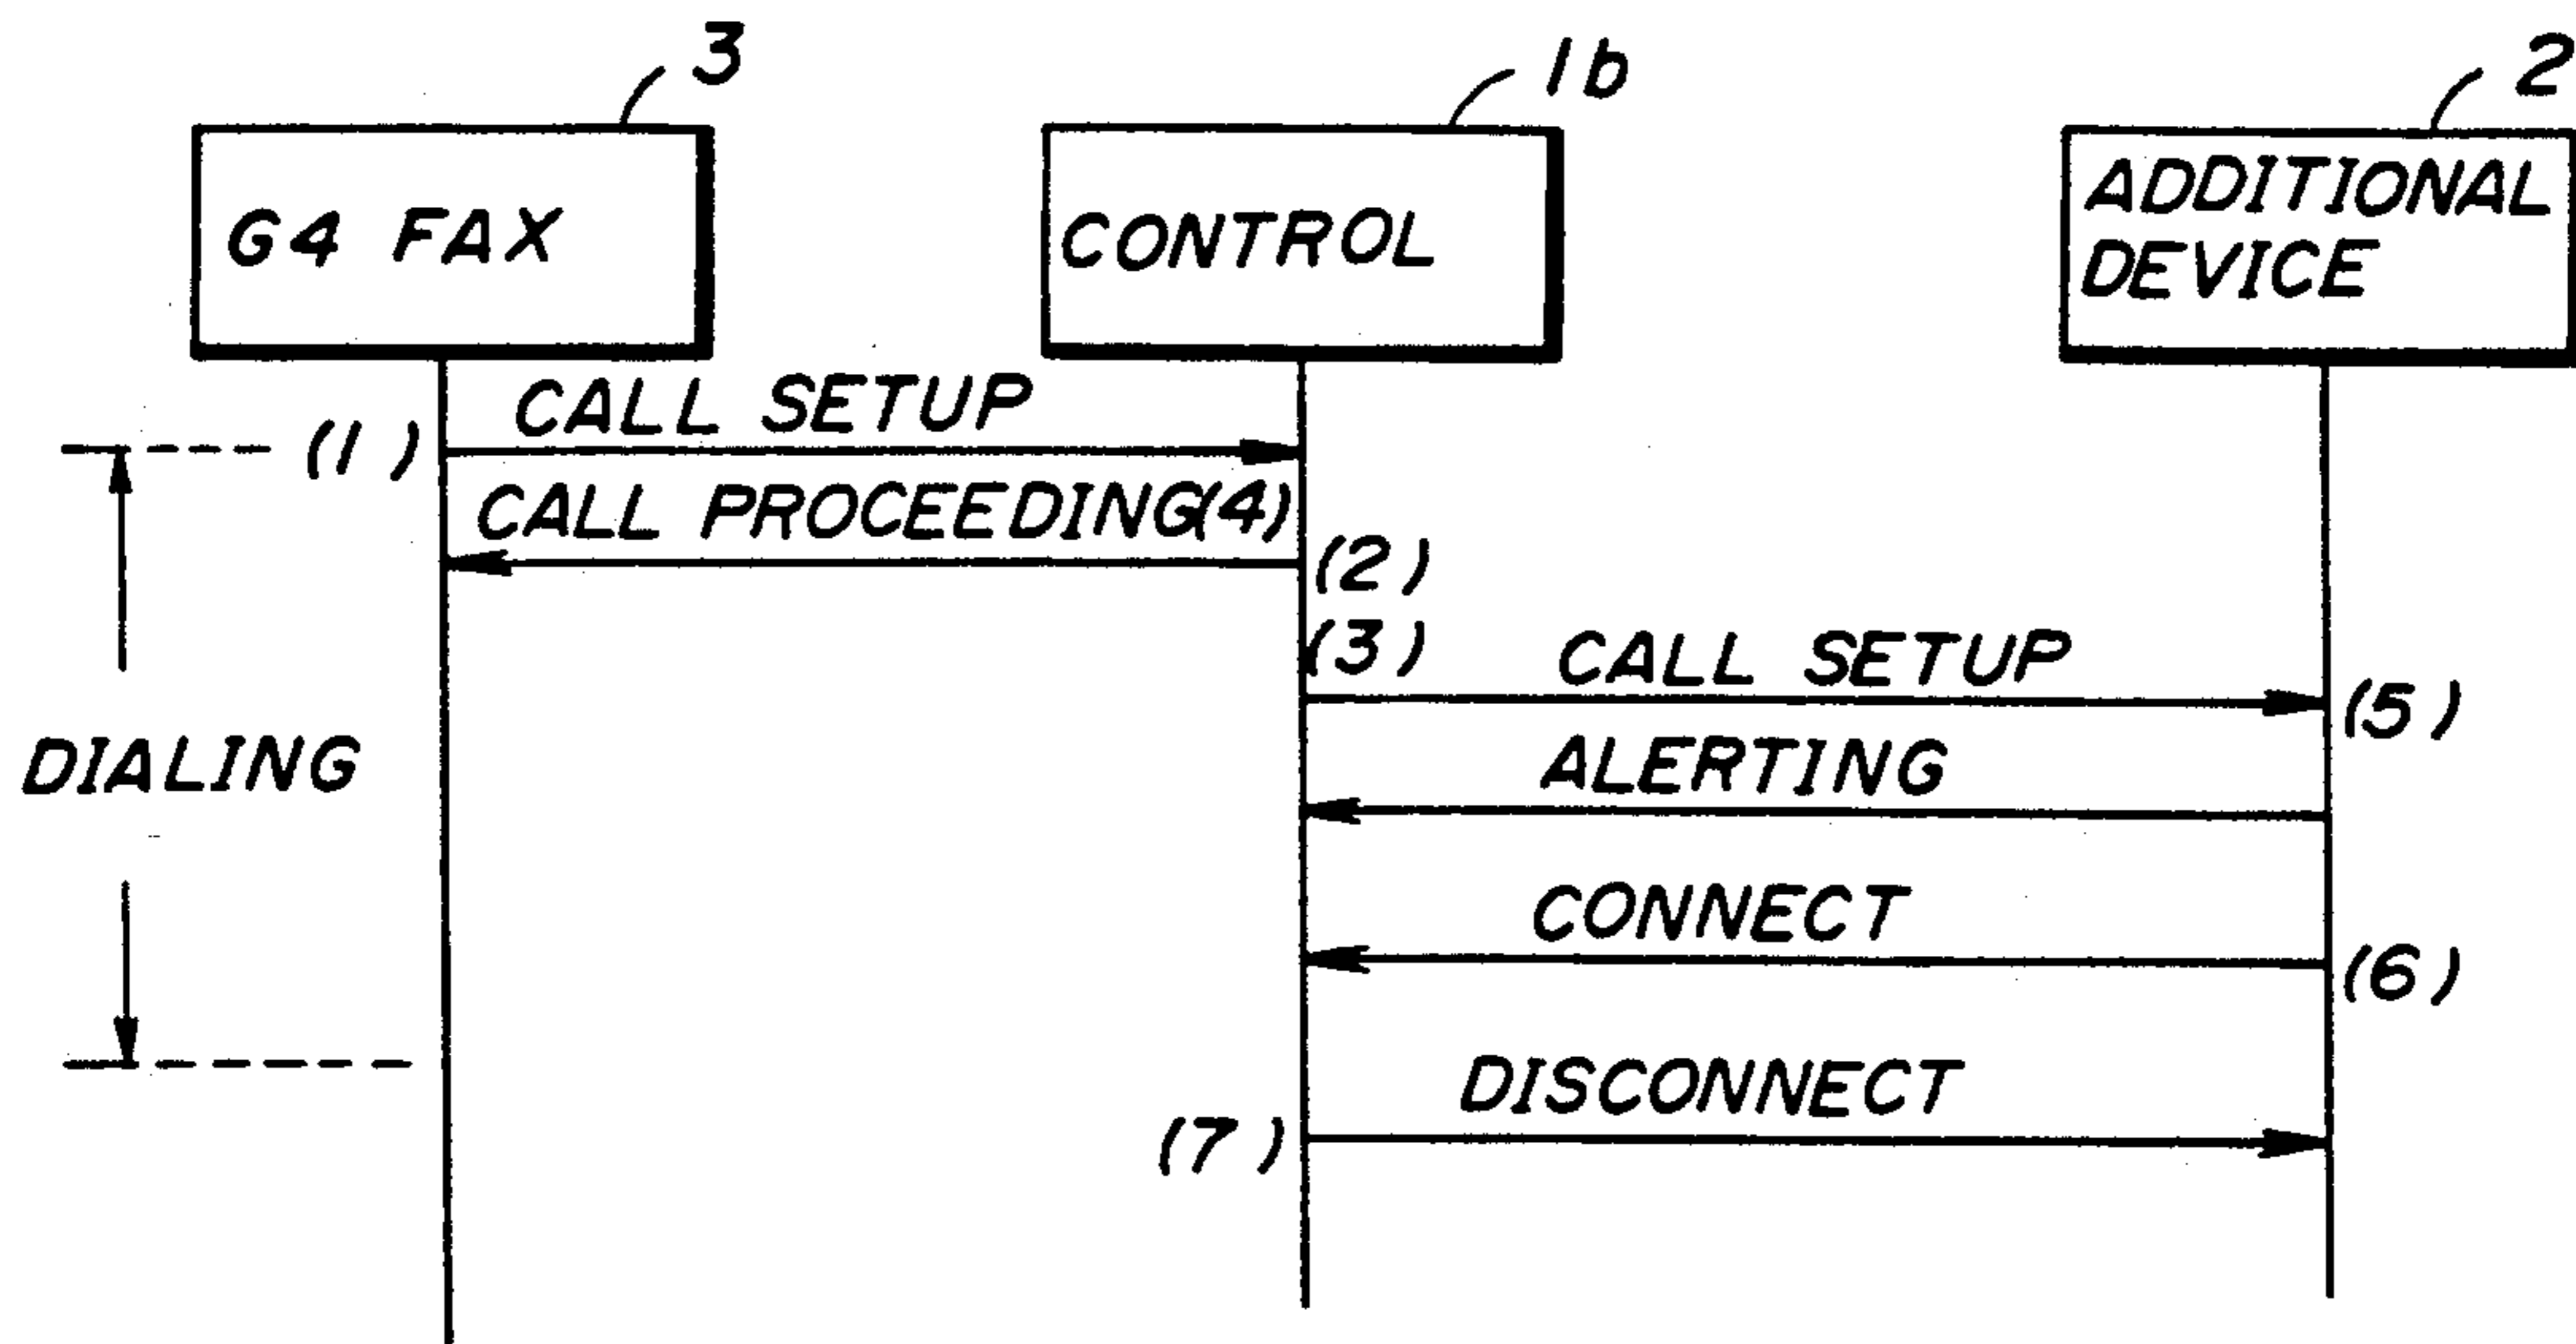 3
1b
2
G4 FAX
CONTROL
ADDITIONAL
DEVICE
(1)
CALL SETUP
CALL PROCEEDING(4)
(2)
(3)
CALL SETUP
(5)
DIALING
ALERTING
CONNECT
(6)
DISCONNECT
(7)